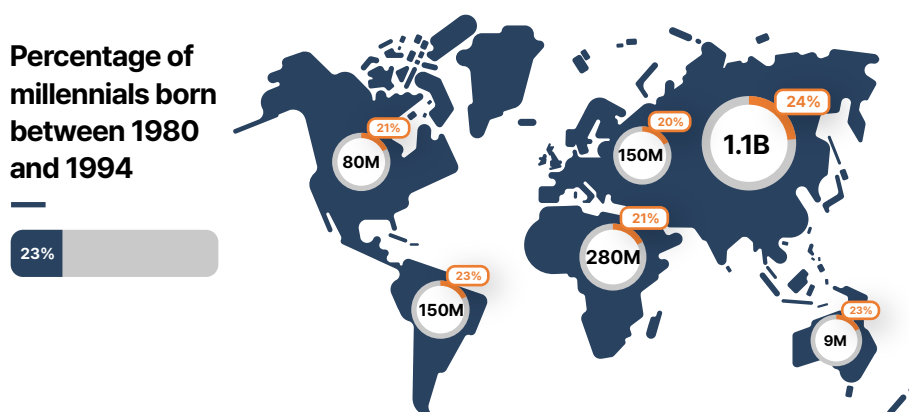 Percentage of
millennials born
between 1980
and 1994
23%
21%
80M
20%
150M
24%
1.1B
21%
280M
23%
150M
23%
9M